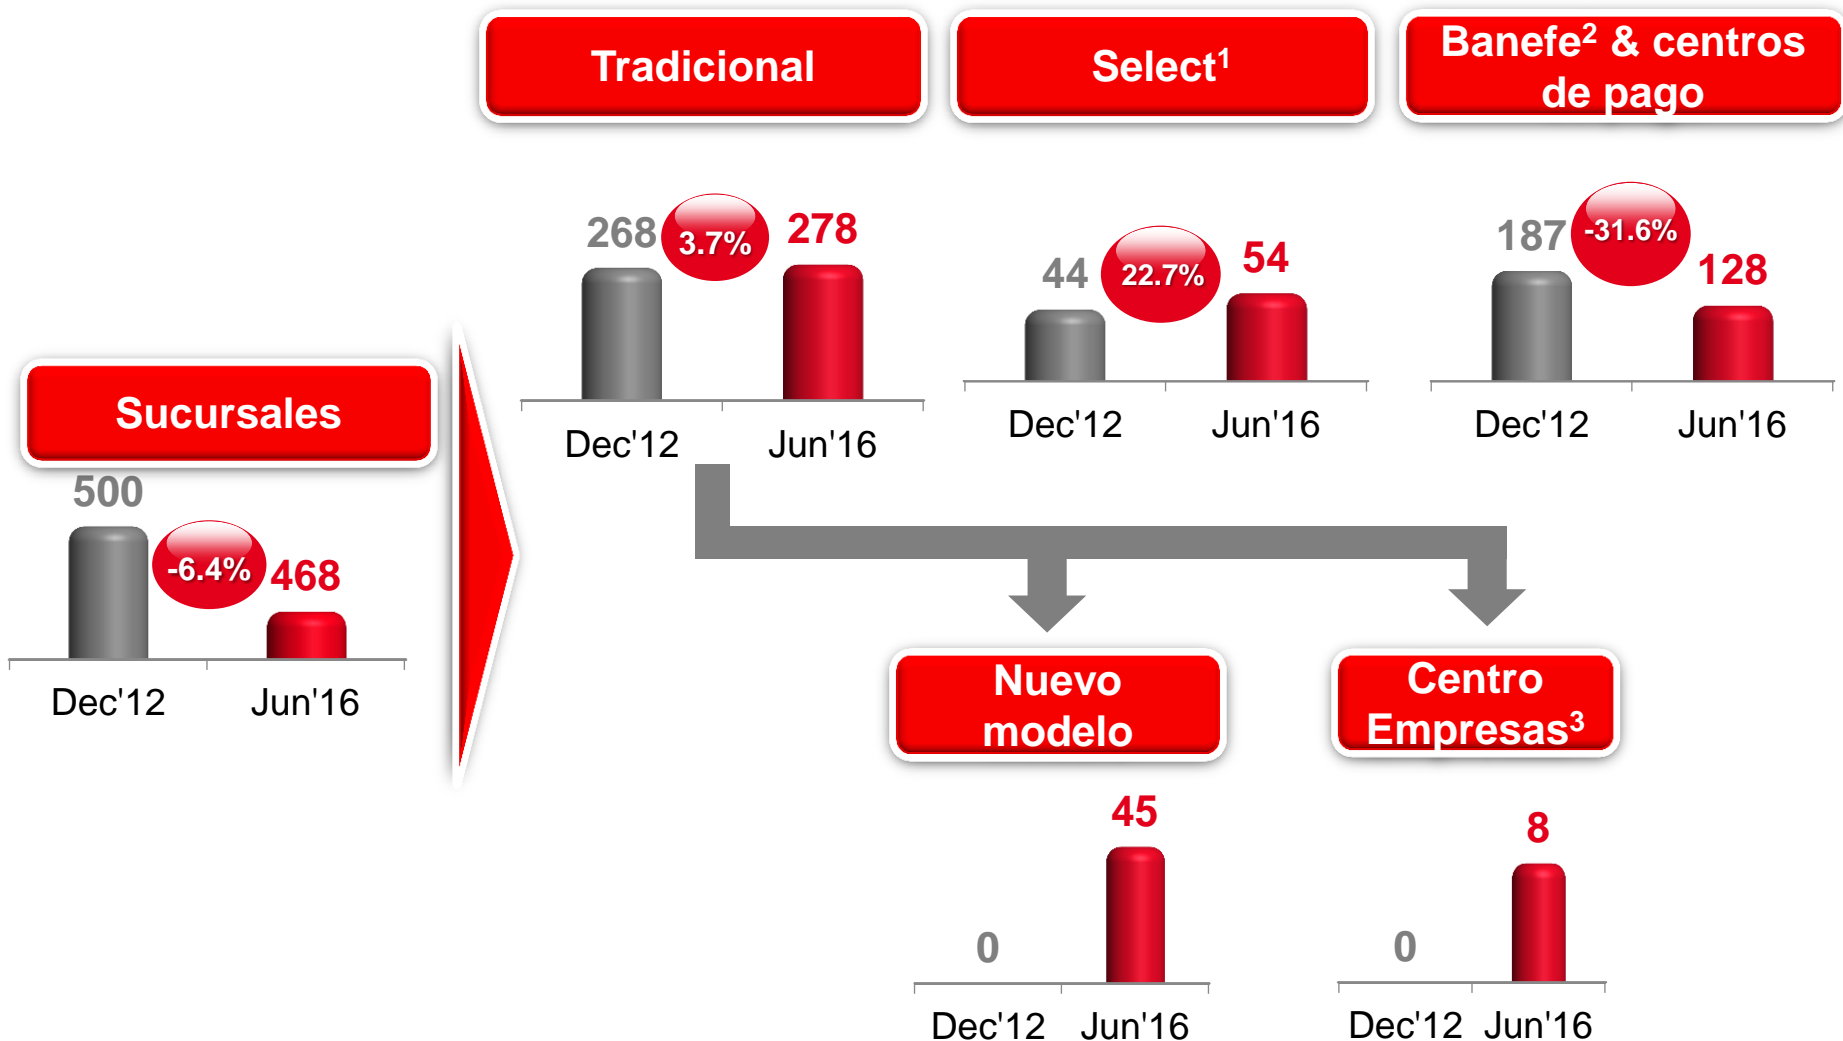 Tradicional
Select¹
Banefe² & centros
de pago
268
3.7%
278
Dec'12
Jun'16
44
22.7%
54
Dec'12
Jun'16
187
-31.6%
128
Dec'12
Jun'16
Sucursales
500
-6.4%
468
Dec'12
Jun'16
Nuevo
modelo
0
45
Dec'12
Jun'16
Centro
Empresas³
0
8
Dec'12
Jun'16